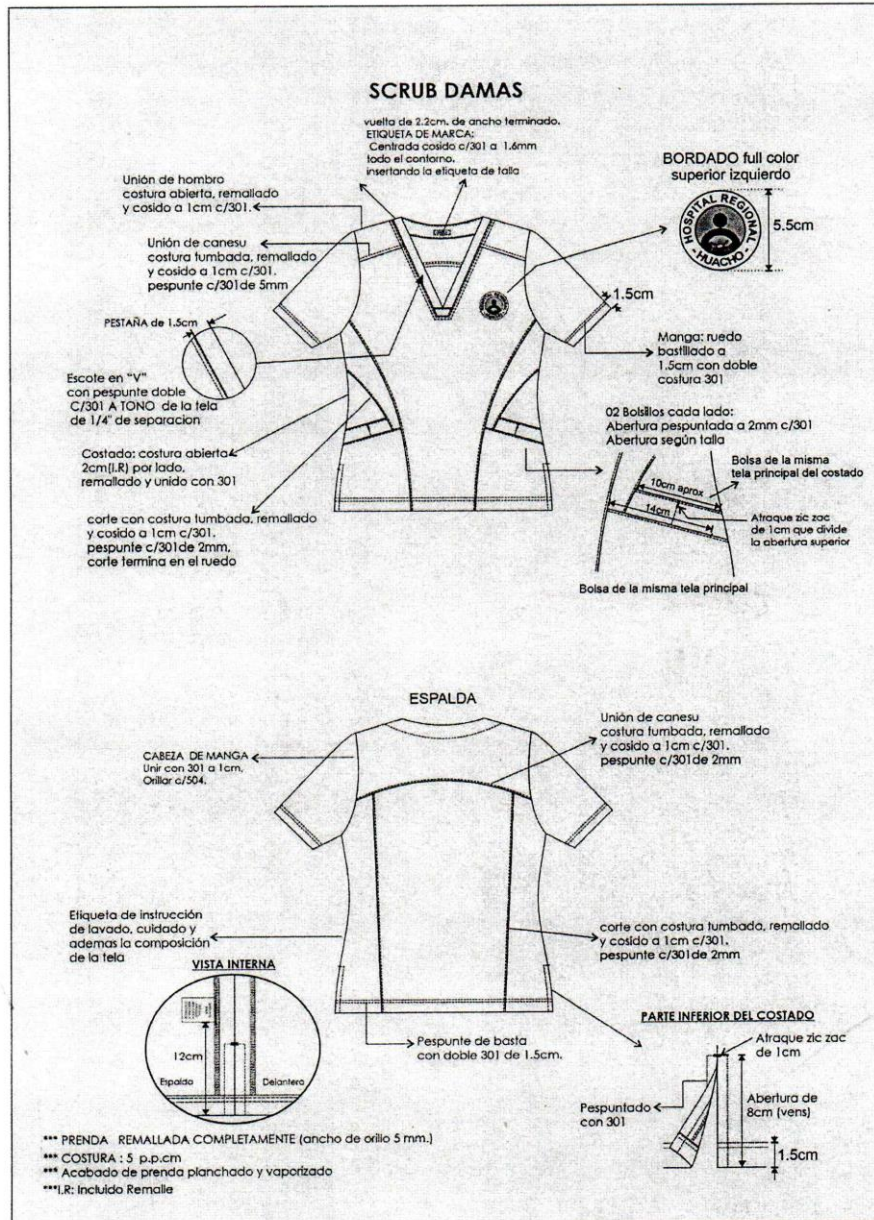 SCRUB DAMAS
vuelta de 2.2cm. de ancho terminado.
ETIQUETA DE MARCA:
Centrada cosido c/301 a 1.6mm
todo el contorno.
insertando la etiqueta de talla
BORDADO full color
superior izquierdo
HOSPITAL REGIONAL
- HUACHO -
5.5cm
Unión de hombro
costura abierta, remallado
y cosido a 1cm c/301.
Unión de canesu
costura tumbada, remallado
y cosido a 1cm c/301.
pespunte c/301de 5mm
1.5cm
PESTAÑA de 1.5cm
Manga: ruedo
bastillado a
1.5cm con doble
costura 301
Escote en "V"
con pespunte doble
C/301 A TONO de la tela
de 1/4" de separacion
02 Bolsillos cada lado:
Abertura pespuntada a 2mm c/301
Abertura según talla
Costado: costura abierta
2cm(I.R) por lado,
remallado y unido con 301
Bolsa de la misma
tela principal del costado
10cm aprox
14cm
Atraque zic zac
de 1cm que divide
la abertura superior
corte con costura tumbada, remallado
y cosido a 1cm c/301.
pespunte c/301de 2mm,
corte termina en el ruedo
Bolsa de la misma tela principal
ESPALDA
Unión de canesu
costura tumbada, remallado
y cosido a 1cm c/301.
pespunte c/301de 2mm
CABEZA DE MANGA
Unir con 301 a 1cm.
Orillar c/504.
Etiqueta de instrucción
de lavado, cuidado y
ademas la composición
de la tela
corte con costura tumbada, remallado
y cosido a 1cm c/301.
pespunte c/301de 2mm
VISTA INTERNA
12cm
Espalda
Delantera
Pespunte de basta
con doble 301 de 1.5cm.
PARTE INFERIOR DEL COSTADO
Atraque zic zac
de 1cm
Pespuntado
con 301
Abertura de
8cm (vens)
1.5cm
*** PRENDA REMALLADA COMPLETAMENTE (ancho de orillo 5 mm.)
*** COSTURA : 5 p.p.cm
*** Acabado de prenda planchado y vaporizado
***I.R: Incluido Remalle